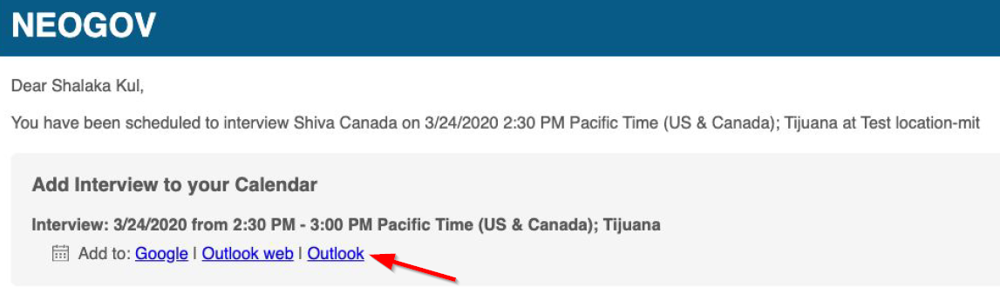 NEOGOV
Dear Shalaka Kul,
You have been scheduled to interview Shiva Canada on 3/24/2020 2:30 PM Pacific Time (US & Canada); Tijuana at Test location-mit
Add Interview to your Calendar
Interview: 3/24/2020 from 2:30 PM - 3:00 PM Pacific Time (US & Canada); Tijuana
Add to: Google | Outlook web | Outlook